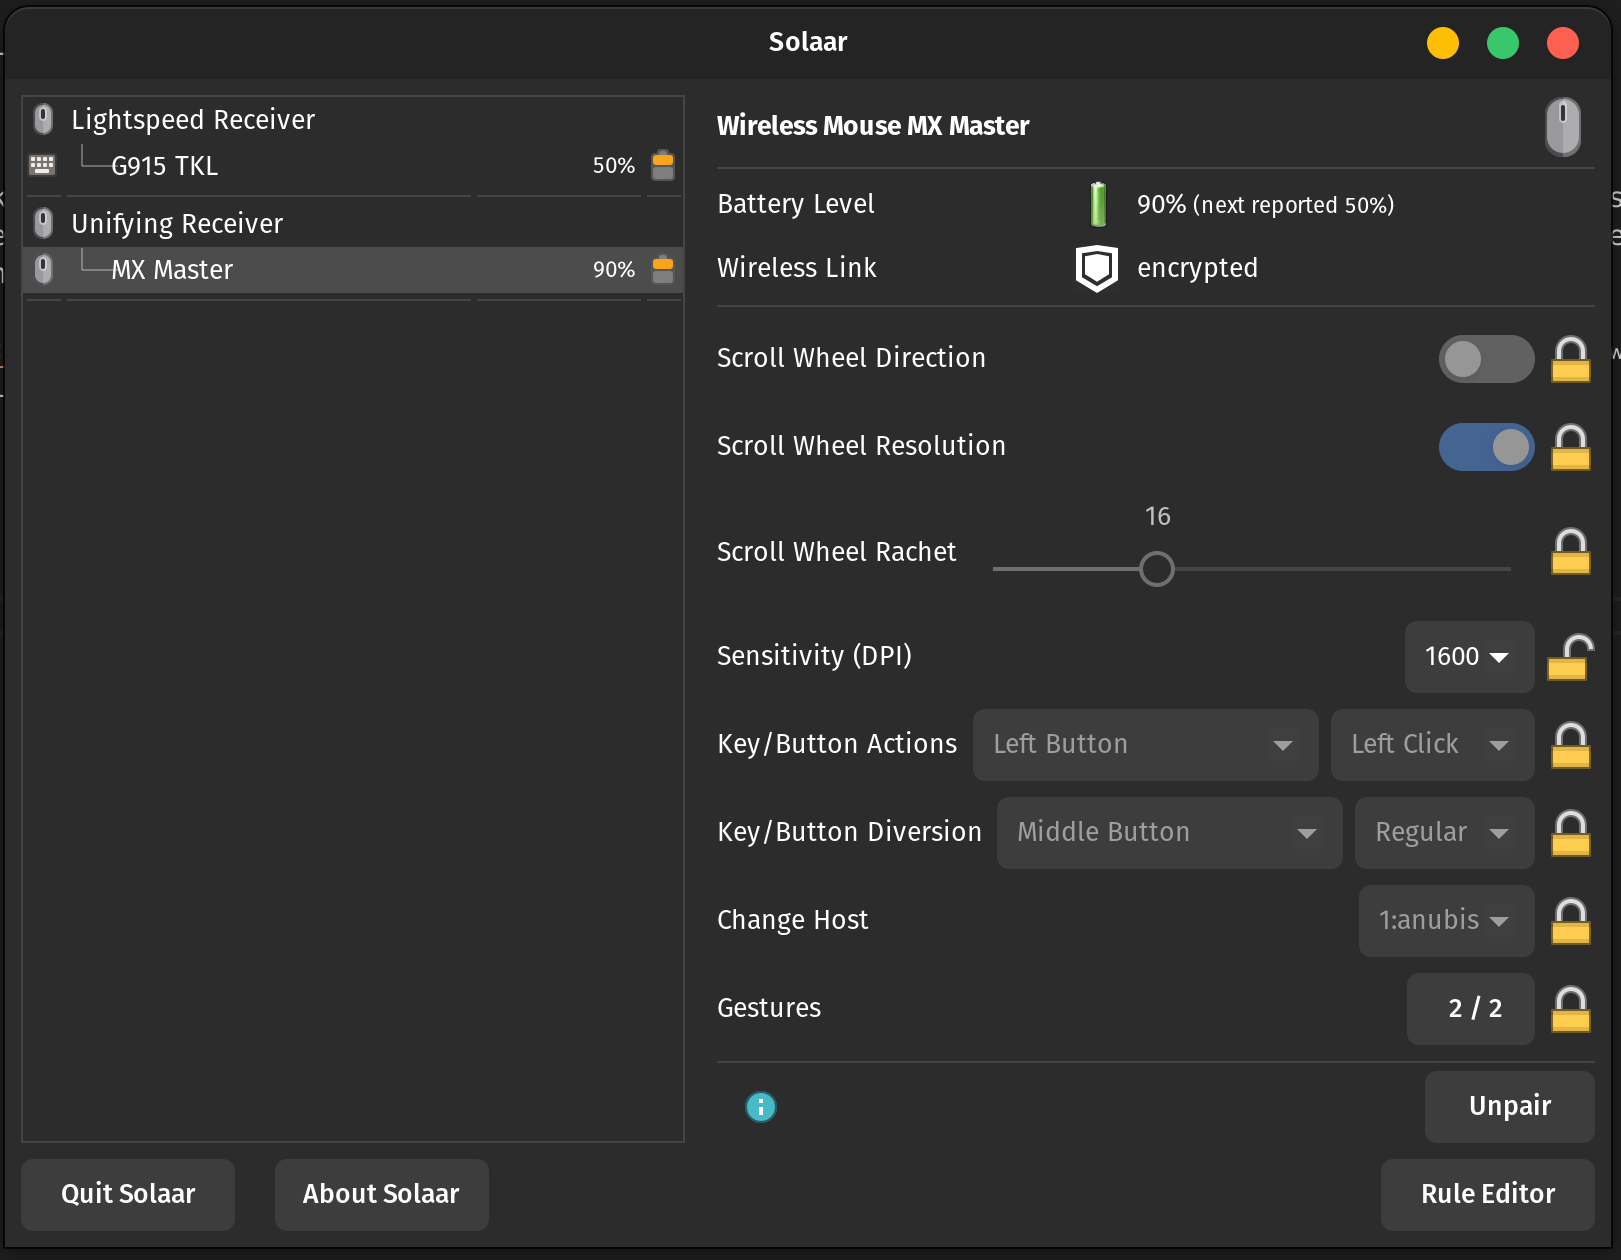 Solaar
Lightspeed Receiver
G915 TKL 50%
Unifying Receiver
MX Master 90%
Wireless Mouse MX Master
Battery Level 90% (next reported 50%)
Wireless Link encrypted
Scroll Wheel Direction
Scroll Wheel Resolution
16
Scroll Wheel Rachet
Sensitivity (DPI) 1600
Key/Button Actions Left Button Left Click
Key/Button Diversion Middle Button Regular
Change Host 1:anubis
Gestures 2 / 2
Unpair
Quit Solaar About Solaar Rule Editor